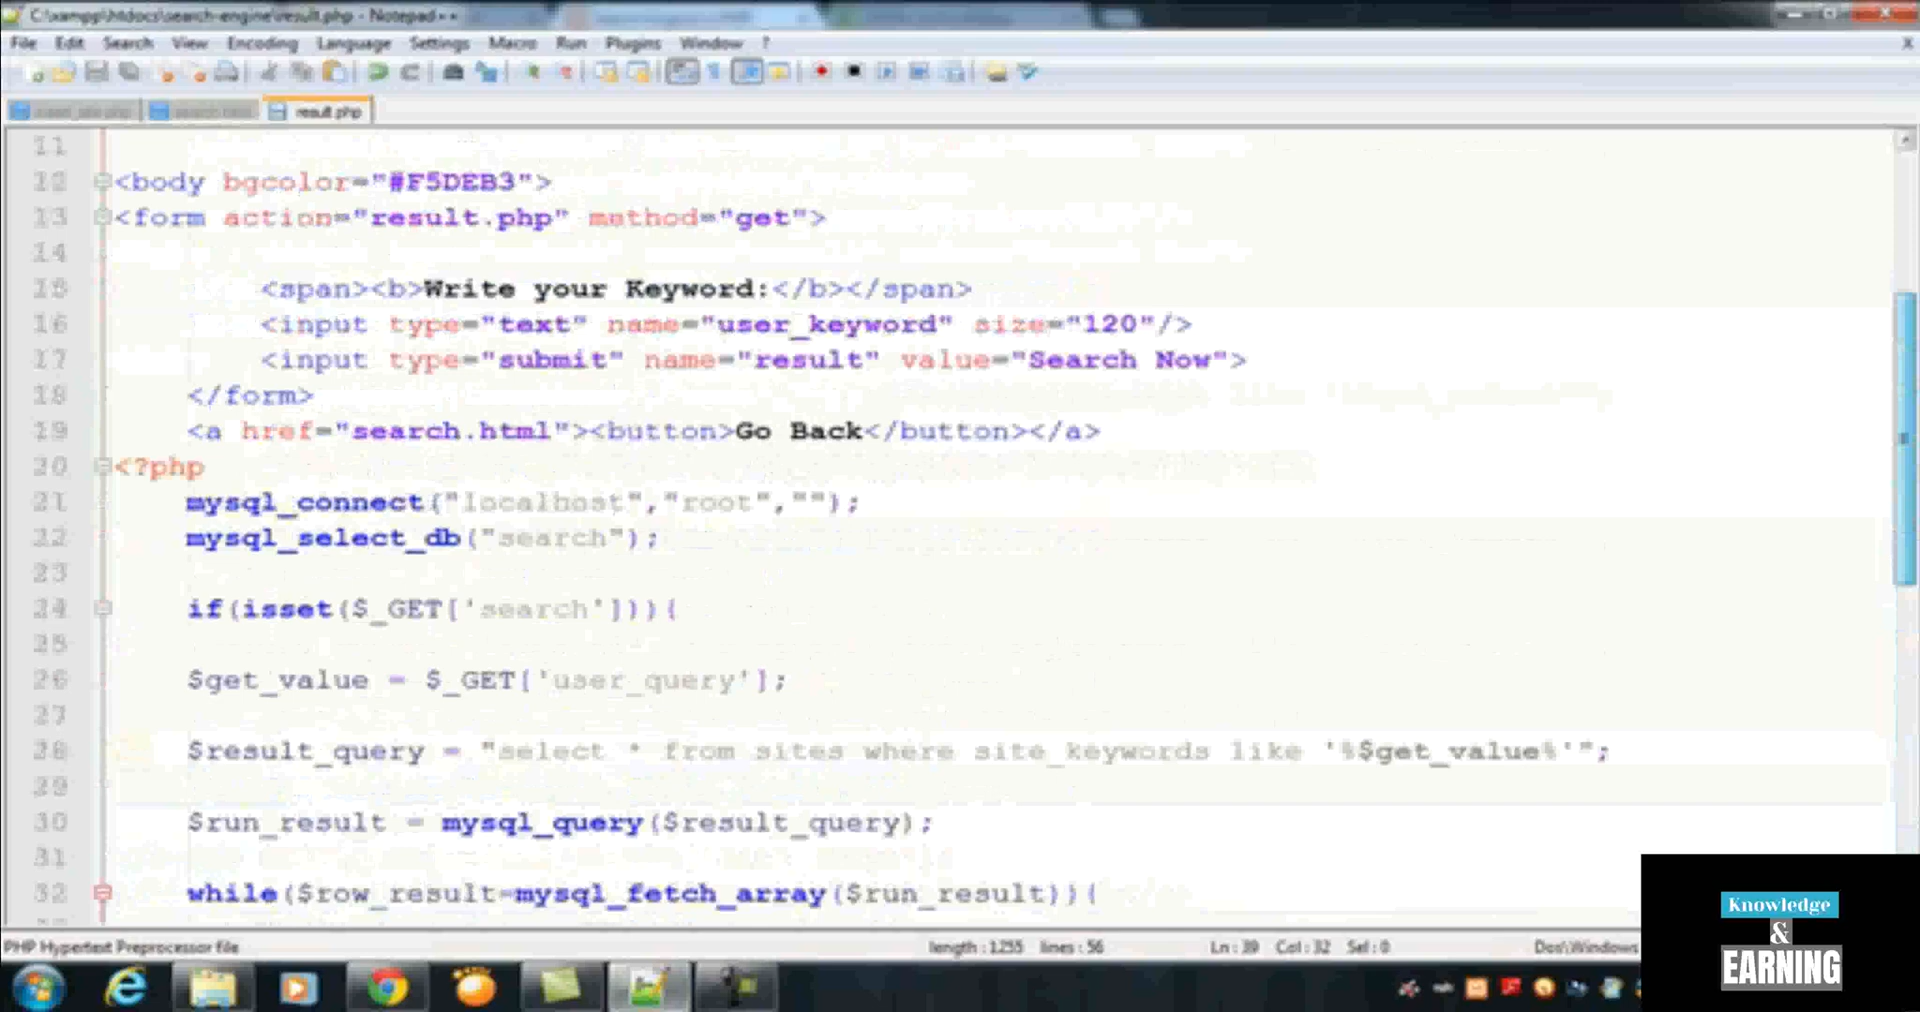 C:\xampp\htdocs\search-engine\result.php - Notepad++
File Edit Search View Encoding Language Settings Macro Run Plugins Window ?
X
result.php
11
12 <body bgcolor="#F5DEB3">
13 <form action="result.php" method="get">
14
15 <span><b>Write your Keyword:</b></span>
16 <input type="text" name="user_keyword" size="120"/>
17 <input type="submit" name="result" value="Search Now">
18 </form>
19 <a href="search.html"><button>Go Back</button></a>
20 <?php
21 mysql_connect("localhost","root","");
22 mysql_select_db("search");
23
24 if(isset($_GET['search'])){
25
26 $get_value = $_GET['user_query'];
27
28 $result_query = "select * from sites where site_keywords like '%$get_value%'";
29
30 $run_result = mysql_query($result_query);
31
32 while($row_result=mysql_fetch_array($run_result)){
PHP Hypertext Preprocessor file length : 1255 lines : 56 Ln : 39 Col : 32 Sel : 0 Dos\Windows
Knowledge
&
EARNING